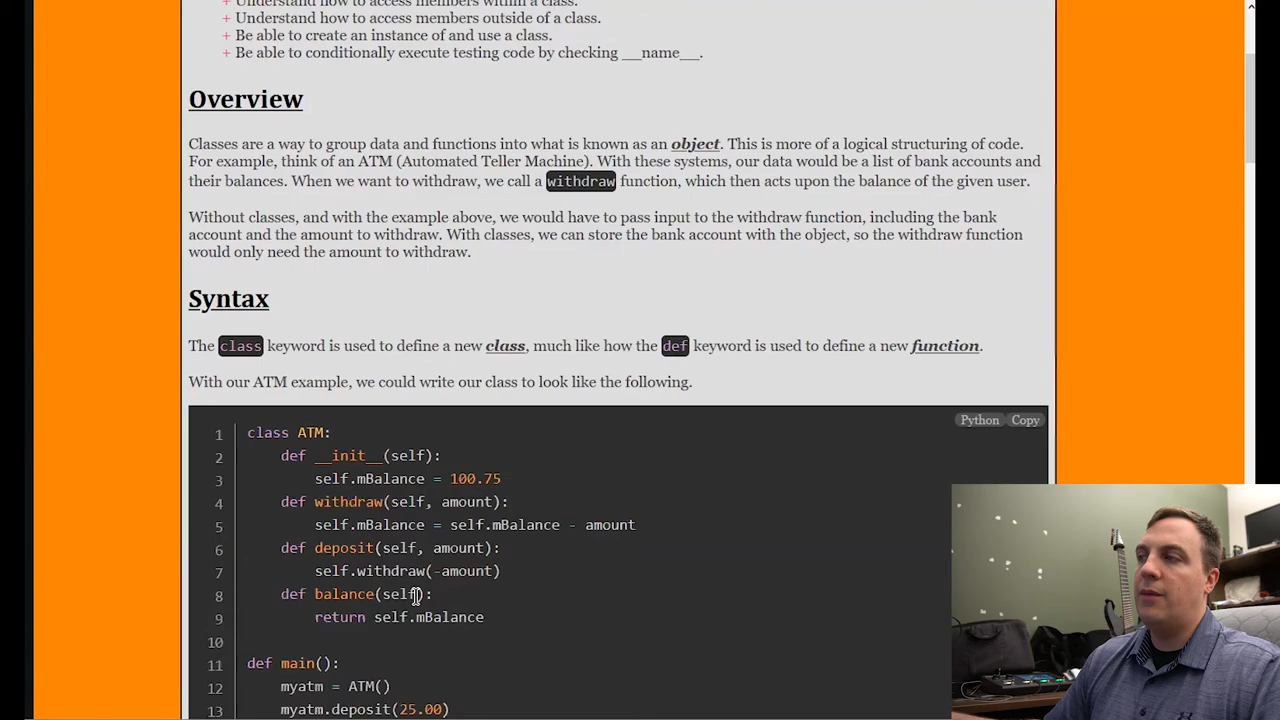 + Understand how to access members within a class.
+ Understand how to access members outside of a class.
+ Be able to create an instance of and use a class.
+ Be able to conditionally execute testing code by checking __name__.
Overview
Classes are a way to group data and functions into what is known as an object. This is more of a logical structuring of code.
For example, think of an ATM (Automated Teller Machine). With these systems, our data would be a list of bank accounts and
their balances. When we want to withdraw, we call a withdraw function, which then acts upon the balance of the given user.
Without classes, and with the example above, we would have to pass input to the withdraw function, including the bank
account and the amount to withdraw. With classes, we can store the bank account with the object, so the withdraw function
would only need the amount to withdraw.
Syntax
The class keyword is used to define a new class, much like how the def keyword is used to define a new function.
With our ATM example, we could write our class to look like the following.
Python Copy
1 class ATM:
2 def __init__(self):
3 self.mBalance = 100.75
4 def withdraw(self, amount):
5 self.mBalance = self.mBalance - amount
6 def deposit(self, amount):
7 self.withdraw(-amount)
8 def balance(self):
9 return self.mBalance
10
11 def main():
12 myatm = ATM()
13 myatm.deposit(25.00)